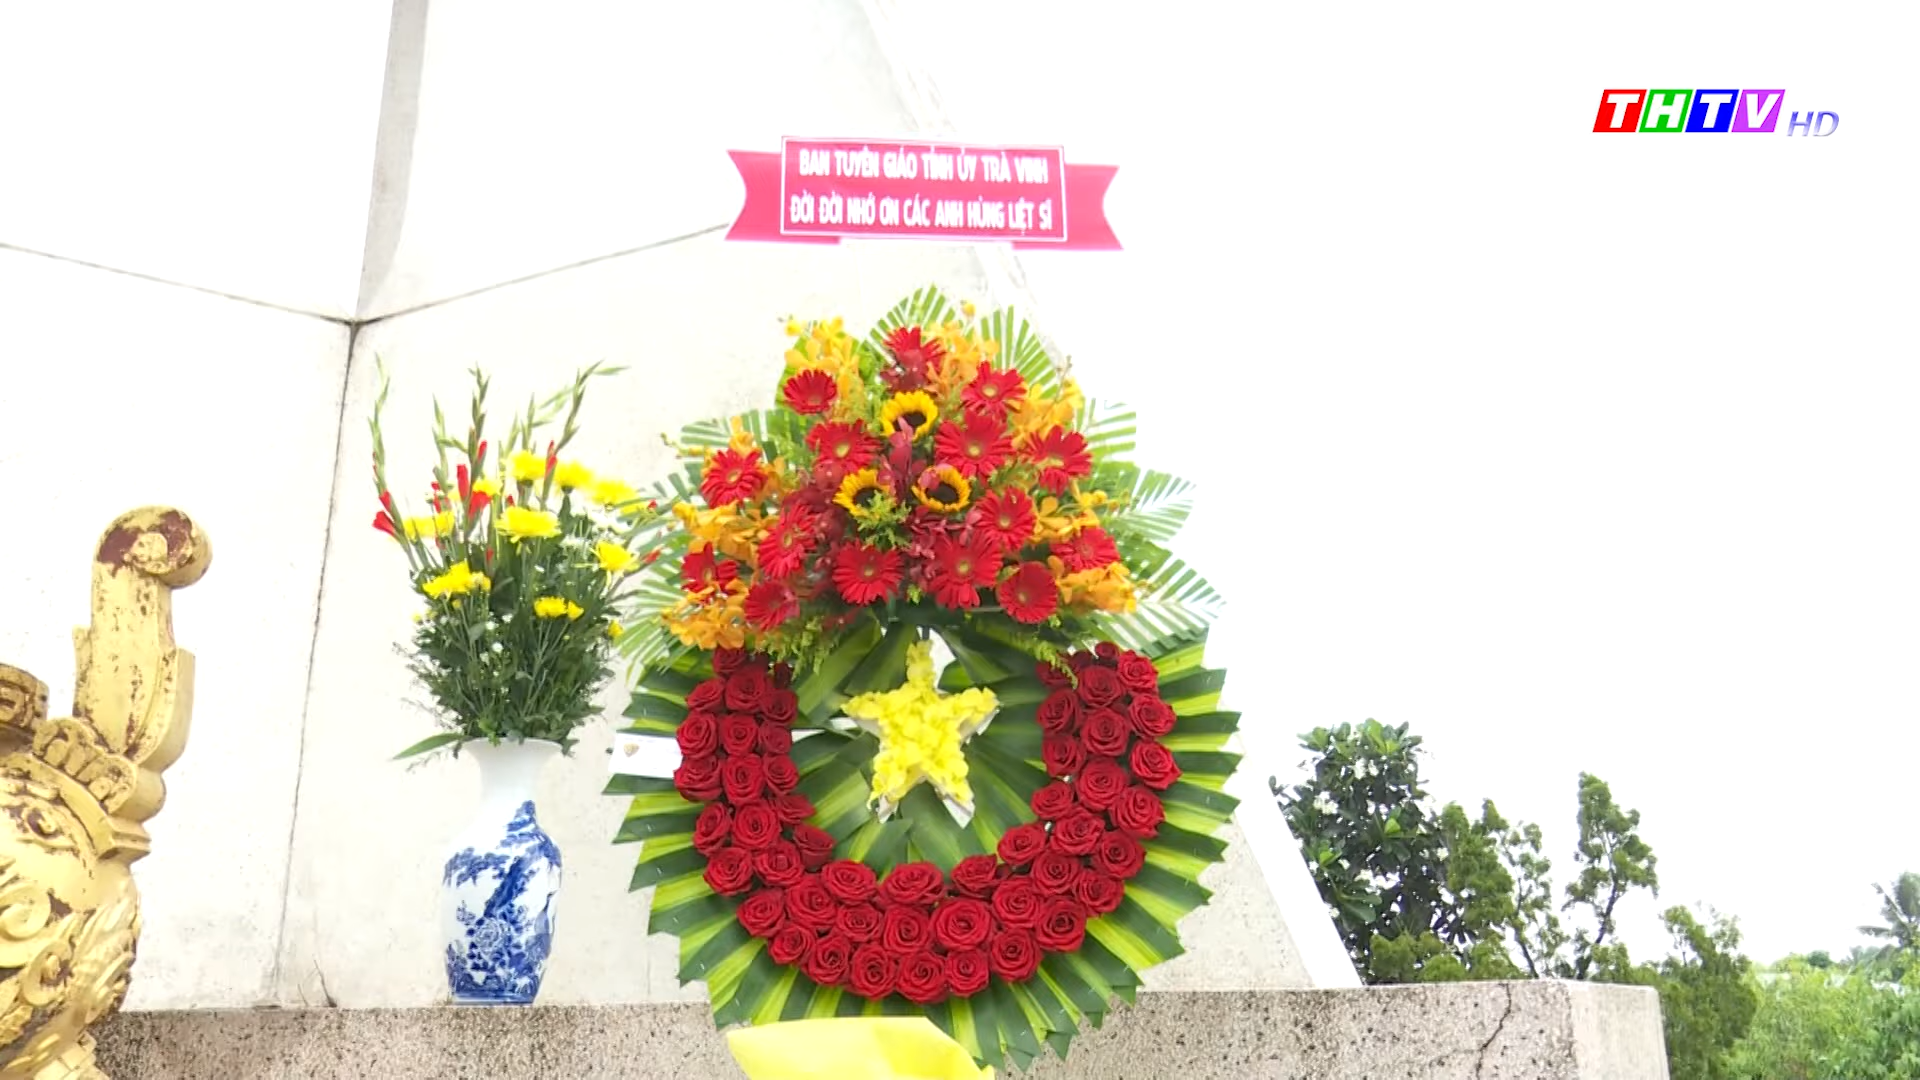 THTV HD
BAN TUYÊN GIÁO TỈNH ỦY TRÀ VINH
ĐỜI ĐỜI NHỚ ƠN CÁC ANH HÙNG LIỆT SĨ